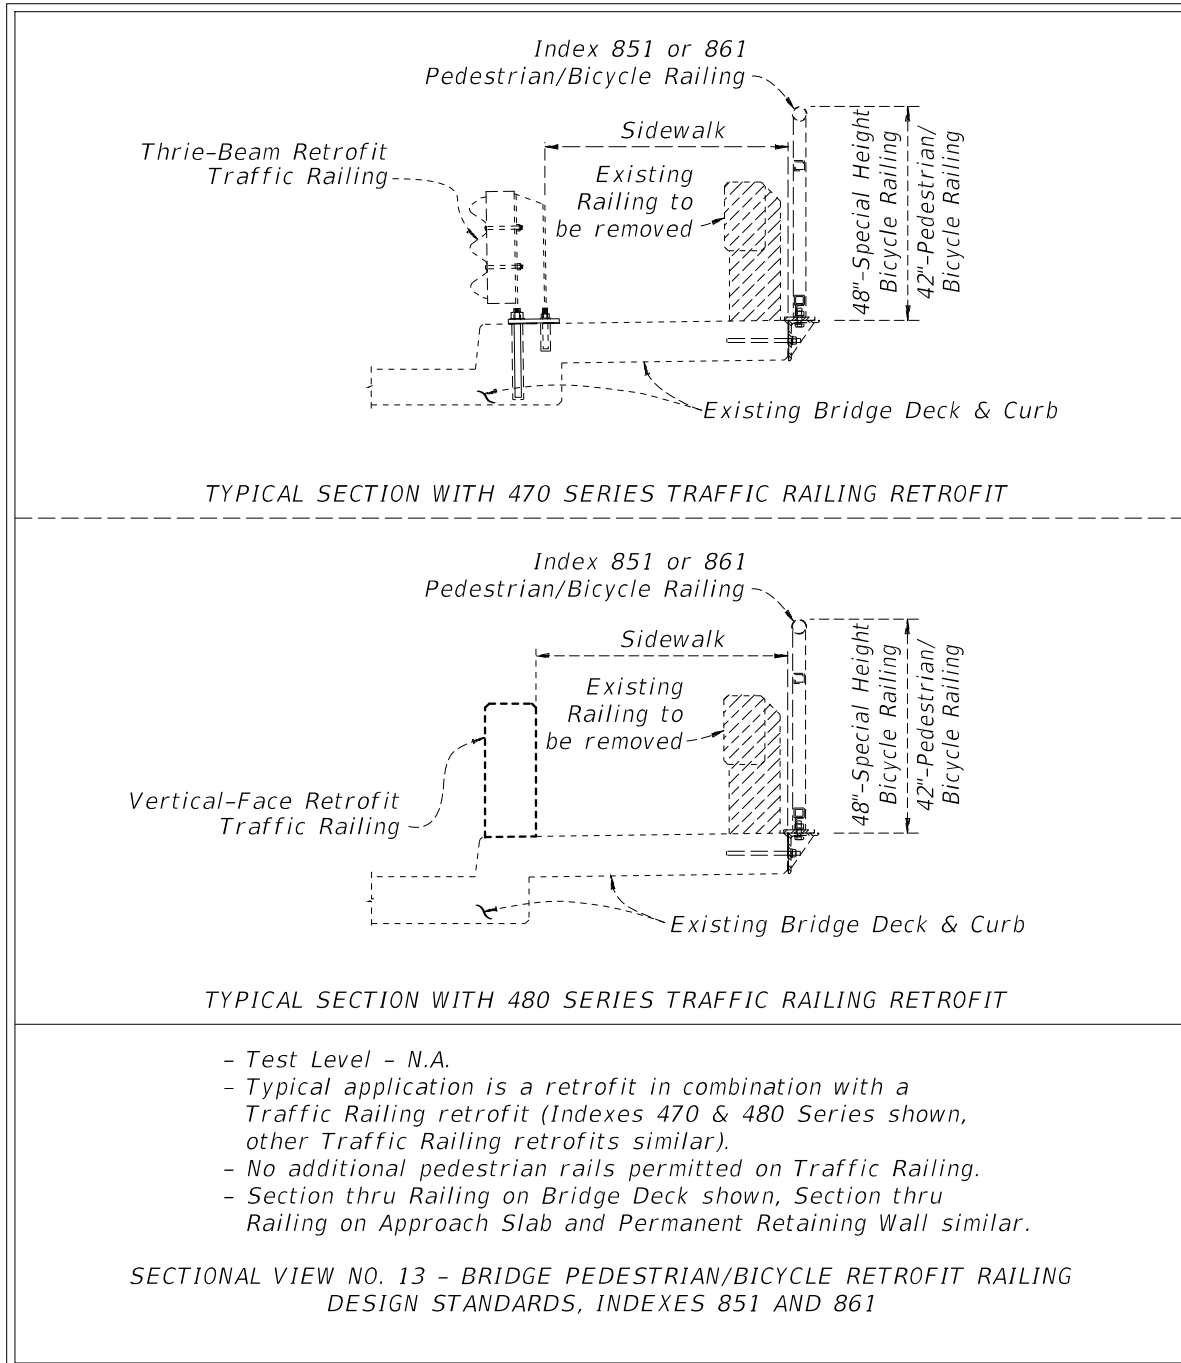 Index 851 or 861
Pedestrian/Bicycle Railing
Sidewalk
Thrie-Beam Retrofit
Traffic Railing
Existing
Railing to
be removed
48"-Special Height
Bicycle Railing
42"-Pedestrian/
Bicycle Railing
Existing Bridge Deck & Curb
TYPICAL SECTION WITH 470 SERIES TRAFFIC RAILING RETROFIT
Index 851 or 861
Pedestrian/Bicycle Railing
Sidewalk
Existing
Railing to
be removed
48"-Special Height
Bicycle Railing
42"-Pedestrian/
Bicycle Railing
Vertical-Face Retrofit
Traffic Railing
Existing Bridge Deck & Curb
TYPICAL SECTION WITH 480 SERIES TRAFFIC RAILING RETROFIT
- Test Level - N.A.
- Typical application is a retrofit in combination with a
Traffic Railing retrofit (Indexes 470 & 480 Series shown,
other Traffic Railing retrofits similar).
- No additional pedestrian rails permitted on Traffic Railing.
- Section thru Railing on Bridge Deck shown, Section thru
Railing on Approach Slab and Permanent Retaining Wall similar.
SECTIONAL VIEW NO. 13 - BRIDGE PEDESTRIAN/BICYCLE RETROFIT RAILING
DESIGN STANDARDS, INDEXES 851 AND 861